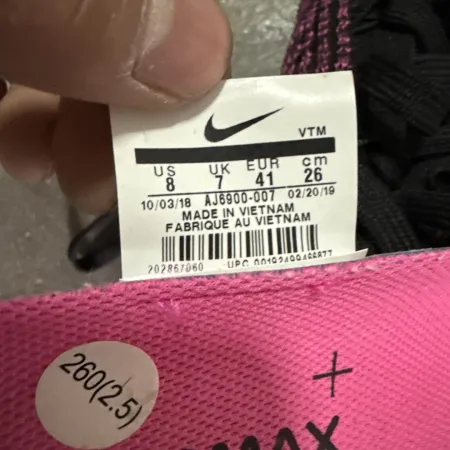 VTM
US UK EUR cm
8 7 41 26
10/03/18 AJ6900-007 02/20/19
MADE IN VIETNAM
FABRIQUE AU VIETNAM
202867060
260(2.5)
+
MAX